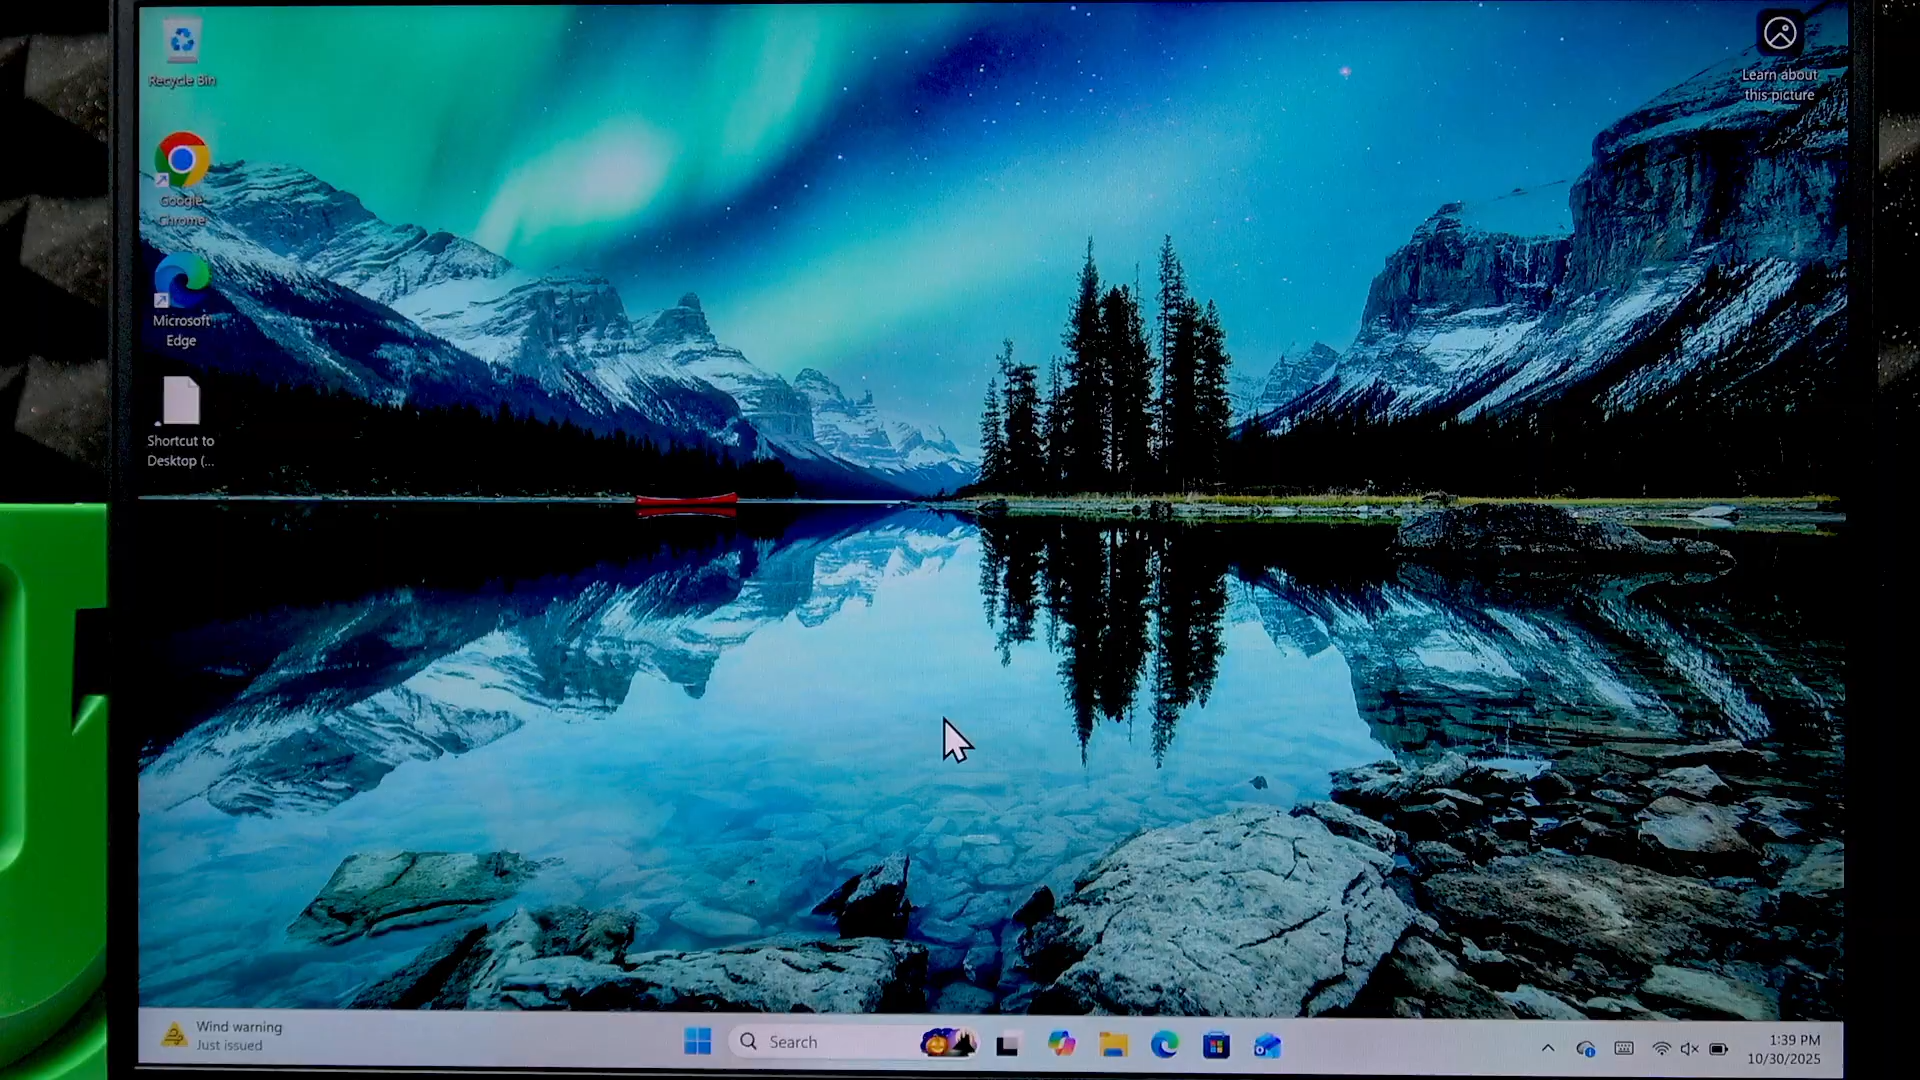 Recycle Bin
Learn about
this picture
Google
Chrome
Microsoft
Edge
Shortcut to
Desktop (...
Wind warning
Just issued
Search
1:39 PM
10/30/2025